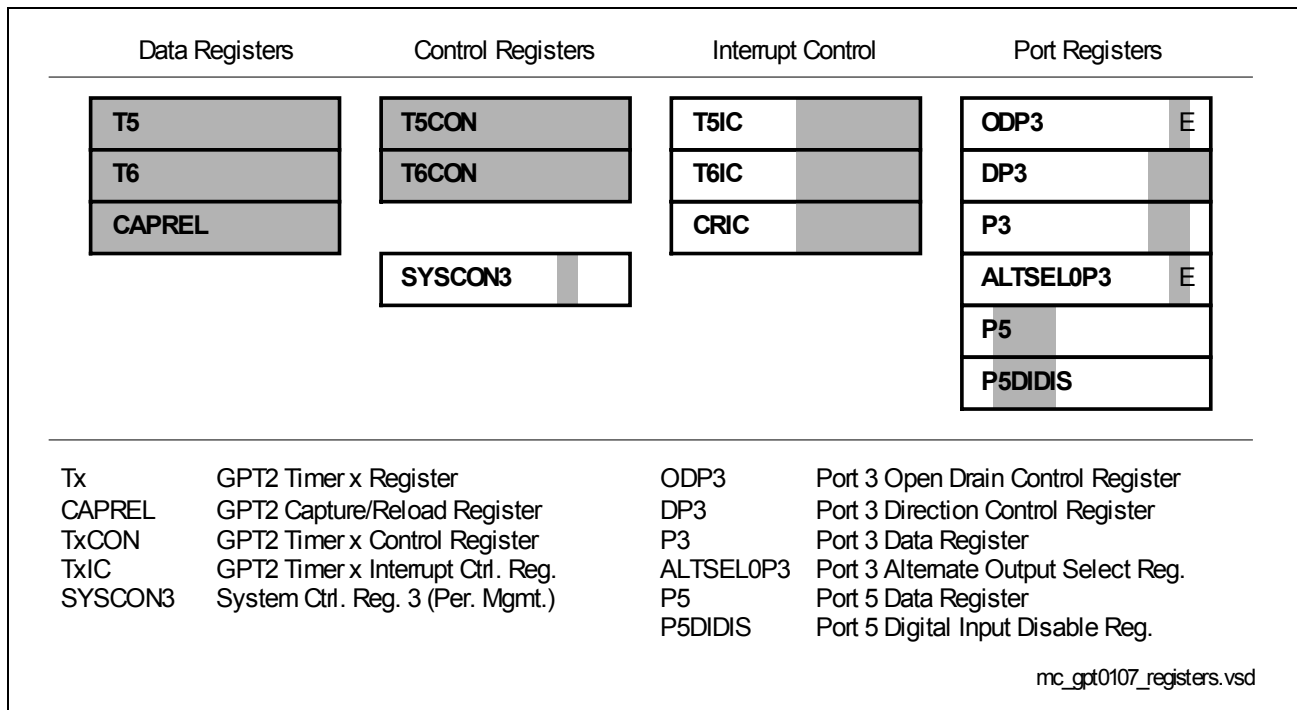 Data Registers Control Registers Interrupt Control Port Registers
T5 T5CON T5IC ODP3 E
T6 T6CON T6IC DP3
CAPREL CRIC P3
SYSCON3 ALTSEL0P3 E
P5
P5DIDIS
Tx GPT2 Timer x Register ODP3 Port 3 Open Drain Control Register
CAPREL GPT2 Capture/Reload Register DP3 Port 3 Direction Control Register
TxCON GPT2 Timer x Control Register P3 Port 3 Data Register
TxIC GPT2 Timer x Interrupt Ctrl. Reg. ALTSEL0P3 Port 3 Alternate Output Select Reg.
SYSCON3 System Ctrl. Reg. 3 (Per. Mgmt.) P5 Port 5 Data Register
P5DIDIS Port 5 Digital Input Disable Reg.
mc_gpt0107_registers.vsd